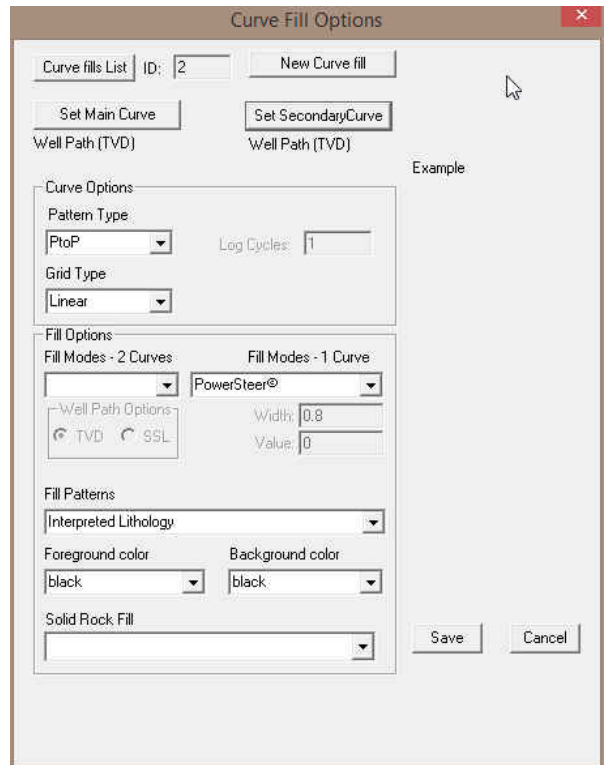 Curve Fill Options
Curve fills List ID: 2 New Curve fill
Set Main Curve Set SecondaryCurve
Well Path (TVD) Well Path (TVD)
Example
Curve Options
Pattern Type
PtoP Log Cycles: 1
Grid Type
Linear
Fill Options
Fill Modes - 2 Curves Fill Modes - 1 Curve
PowerSteer©
Well Path Options Width: 0.8
TVD SSL Value: 0
Fill Patterns
Interpreted Lithology
Foreground color Background color
black black
Solid Rock Fill
Save Cancel